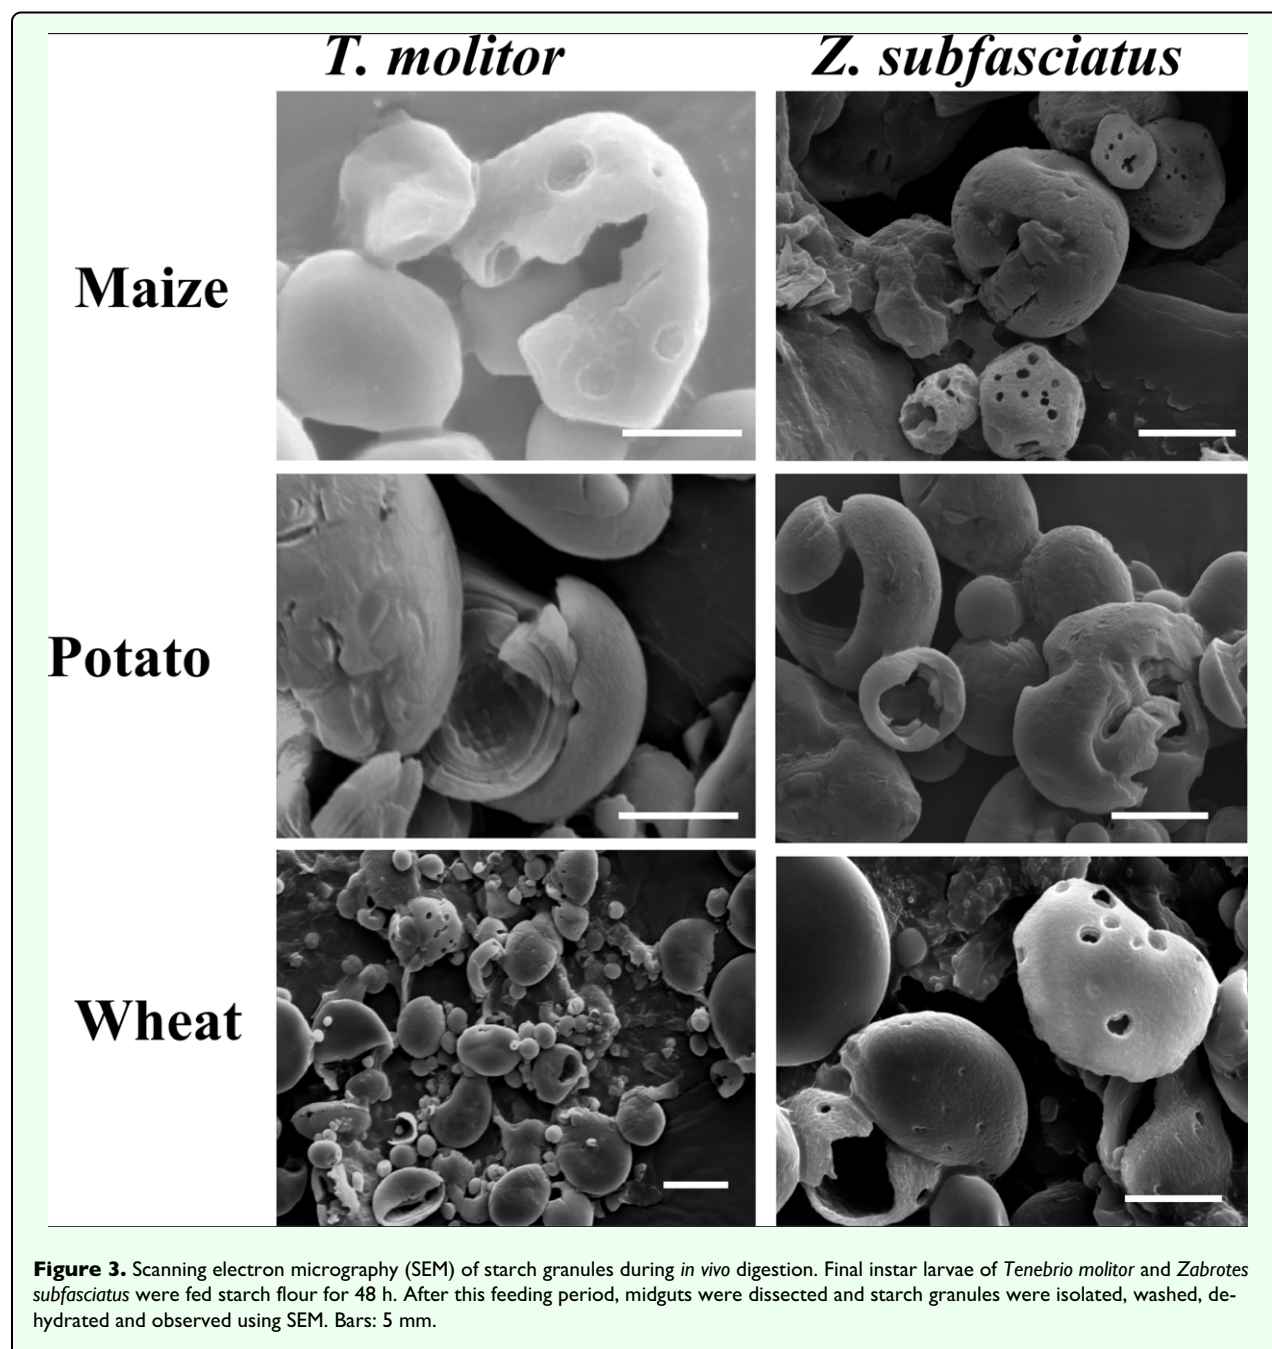 T. molitor Z. subfasciatus
Maize
Potato
Wheat
Figure 3. Scanning electron micrography (SEM) of starch granules during in vivo digestion. Final instar larvae of Tenebrio molitor and Zabrotes
subfasciatus were fed starch flour for 48 h. After this feeding period, midguts were dissected and starch granules were isolated, washed, de-
hydrated and observed using SEM. Bars: 5 mm.